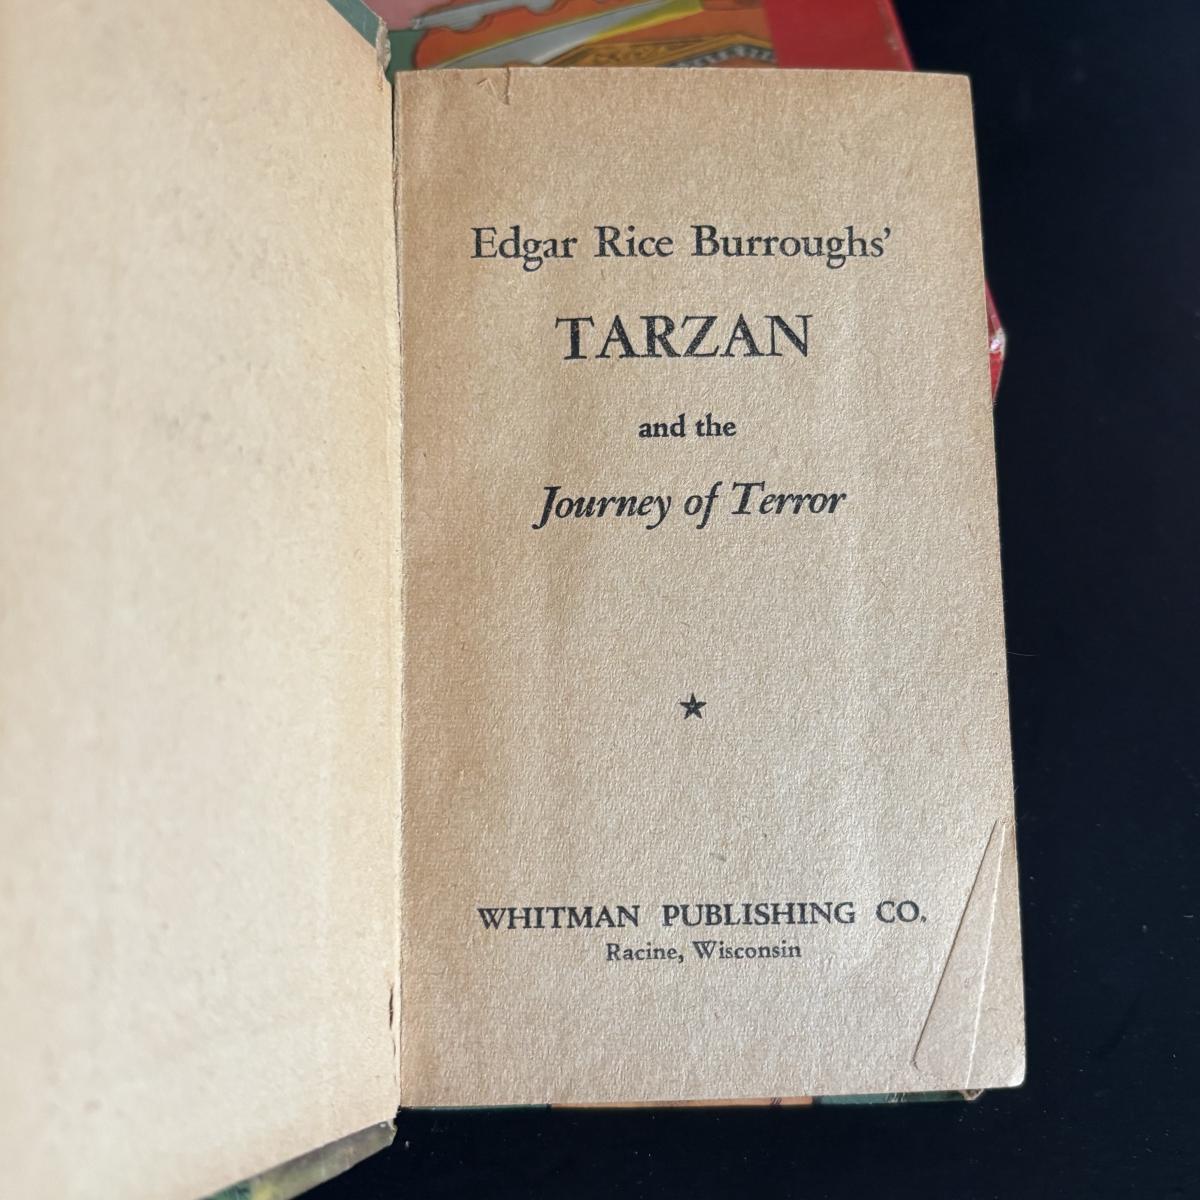 Edgar Rice Burroughs'
TARZAN
and the
Journey of Terror
WHITMAN PUBLISHING CO.
Racine, Wisconsin